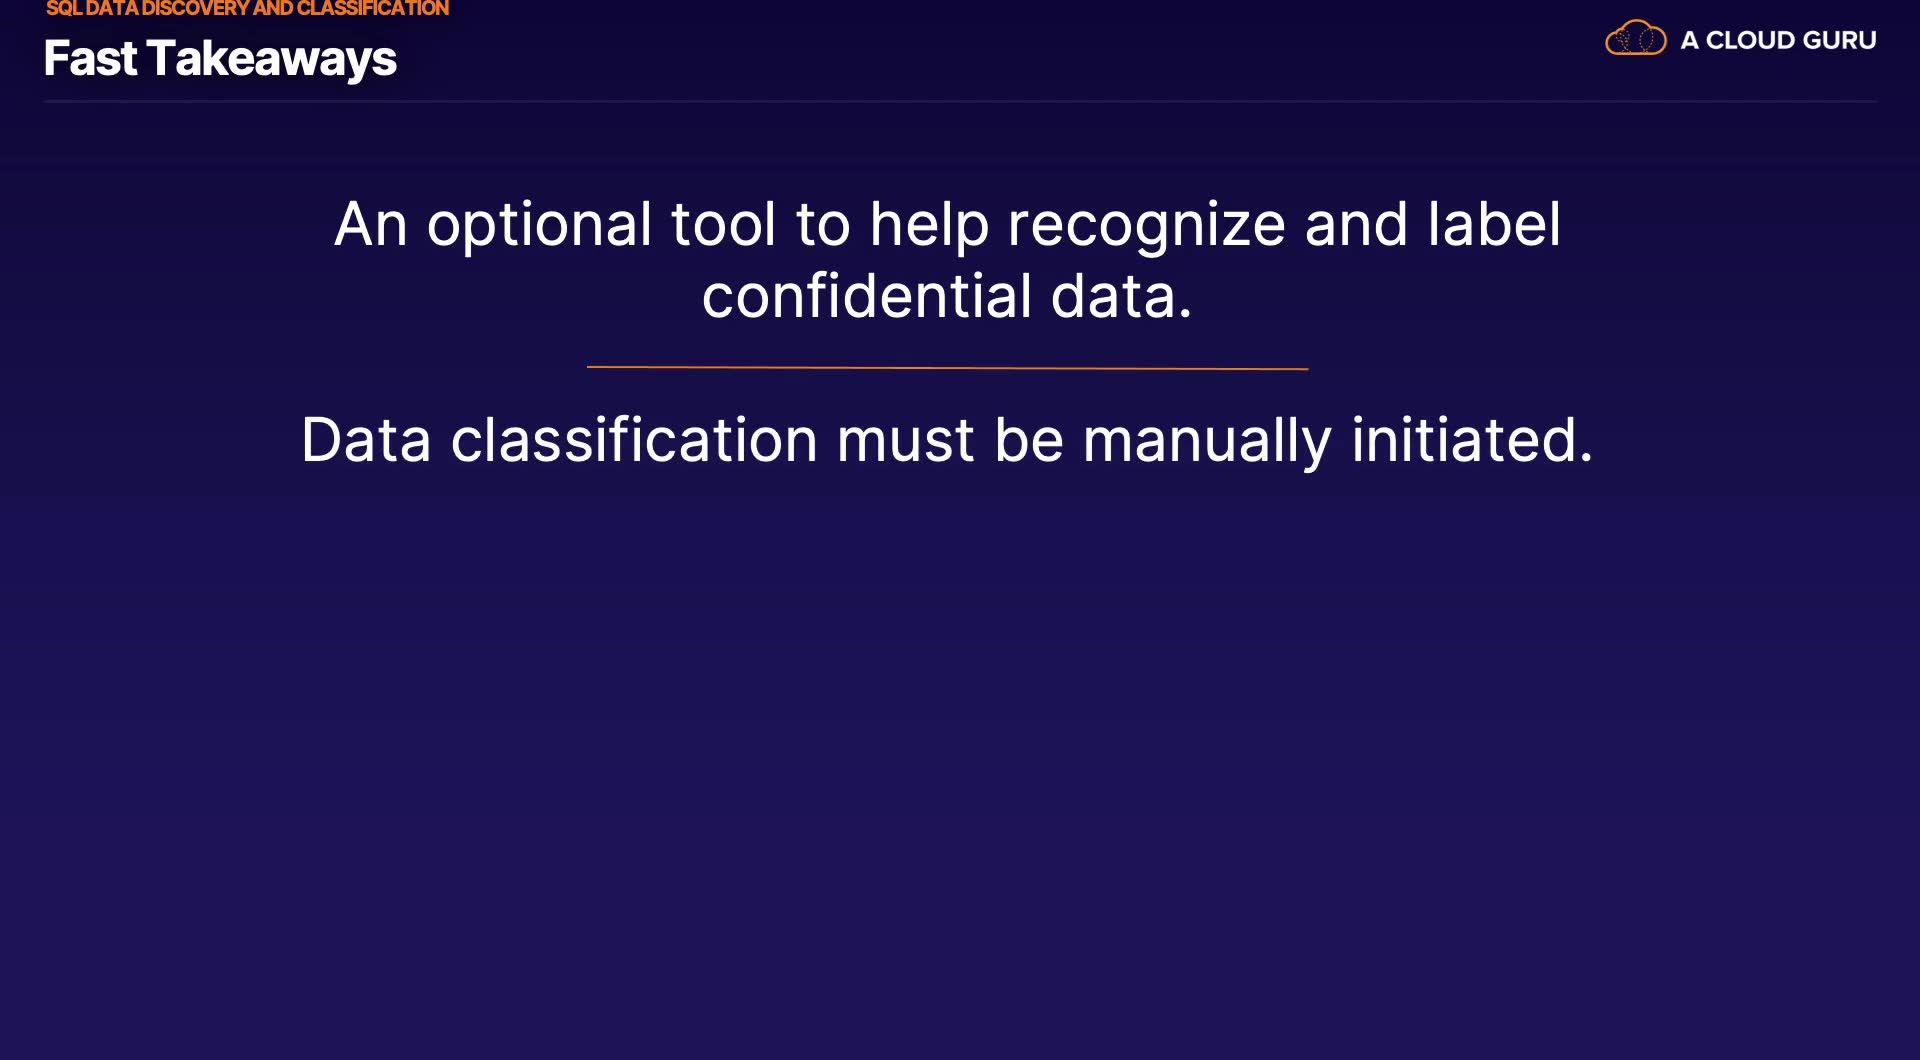 SQL DATA DISCOVERY AND CLASSIFICATION
Fast Takeaways
A CLOUD GURU
An optional tool to help recognize and label
confidential data.
Data classification must be manually initiated.